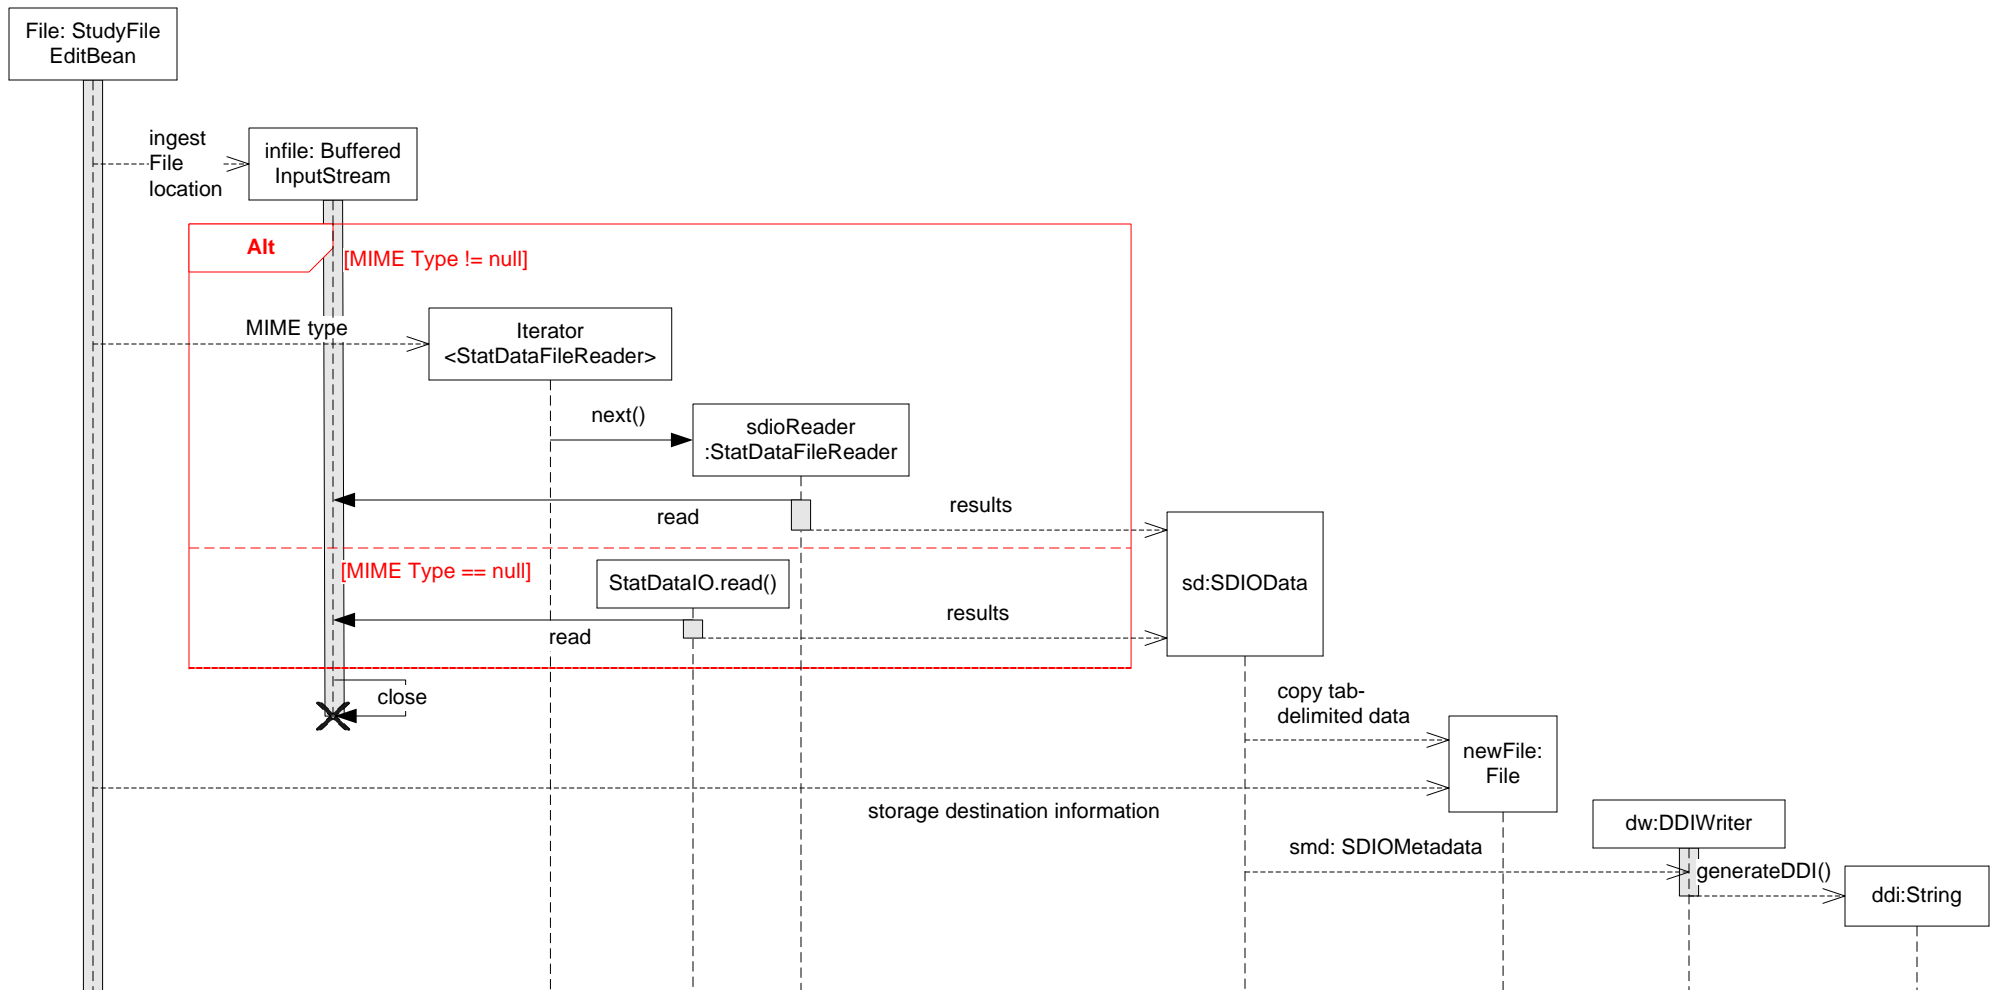 File: StudyFile
EditBean
ingest
File
location
infile: Buffered
InputStream
Alt
[MIME Type != null]
MIME type
Iterator
<StatDataFileReader>
next()
sdioReader
:StatDataFileReader
read
results
[MIME Type == null]
StatDataIO.read()
sd:SDIOData
read
results
close
copy tab-
delimited data
newFile:
File
storage destination information
dw:DDIWriter
smd: SDIOMetadata
generateDDI()
ddi:String